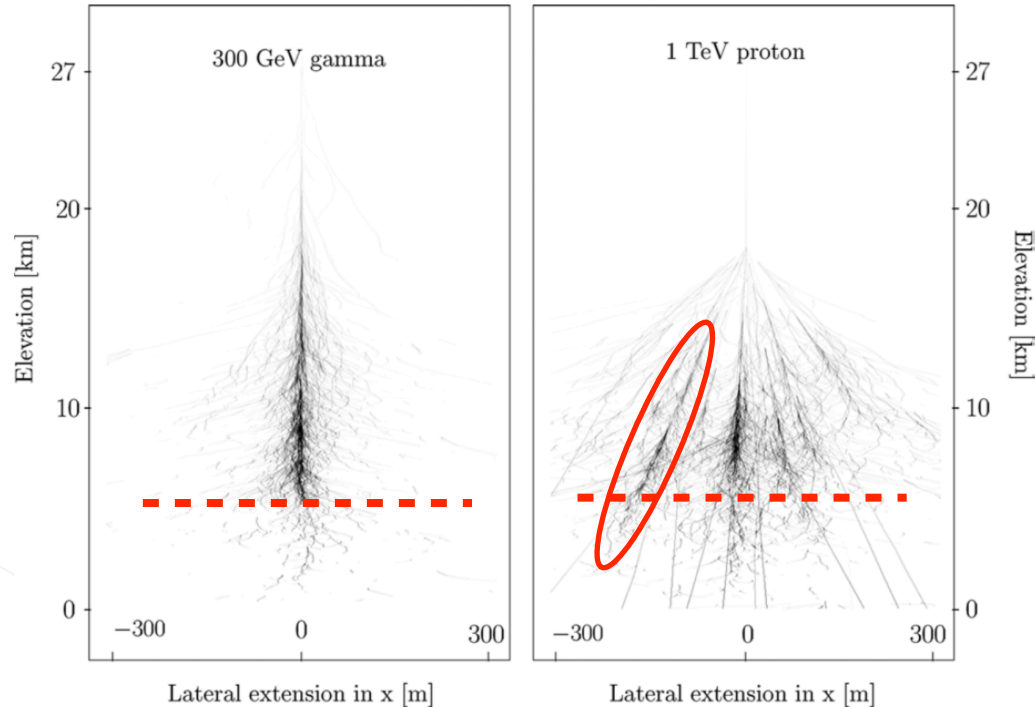 300 GeV gamma
27
20
10
0
Elevation [km]
−300
0
300
Lateral extension in x [m]
1 TeV proton
27
20
10
0
Elevation [km]
−300
0
300
Lateral extension in x [m]